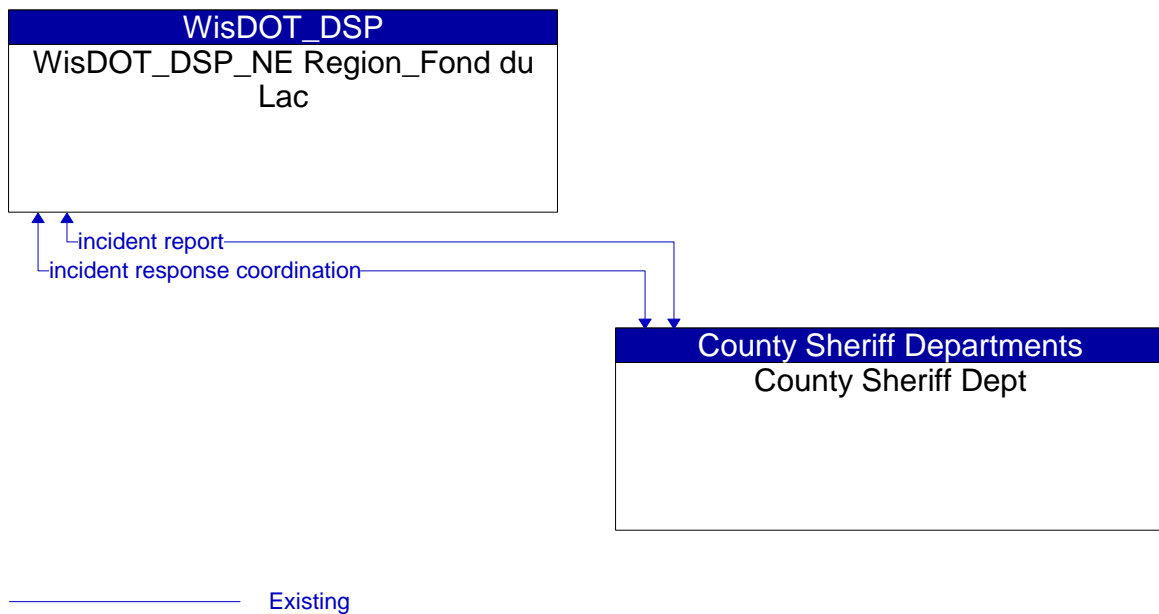 WisDOT_DSP
WisDOT_DSP_NE Region_Fond du
Lac
incident report
incident response coordination
County Sheriff Departments
County Sheriff Dept
Existing